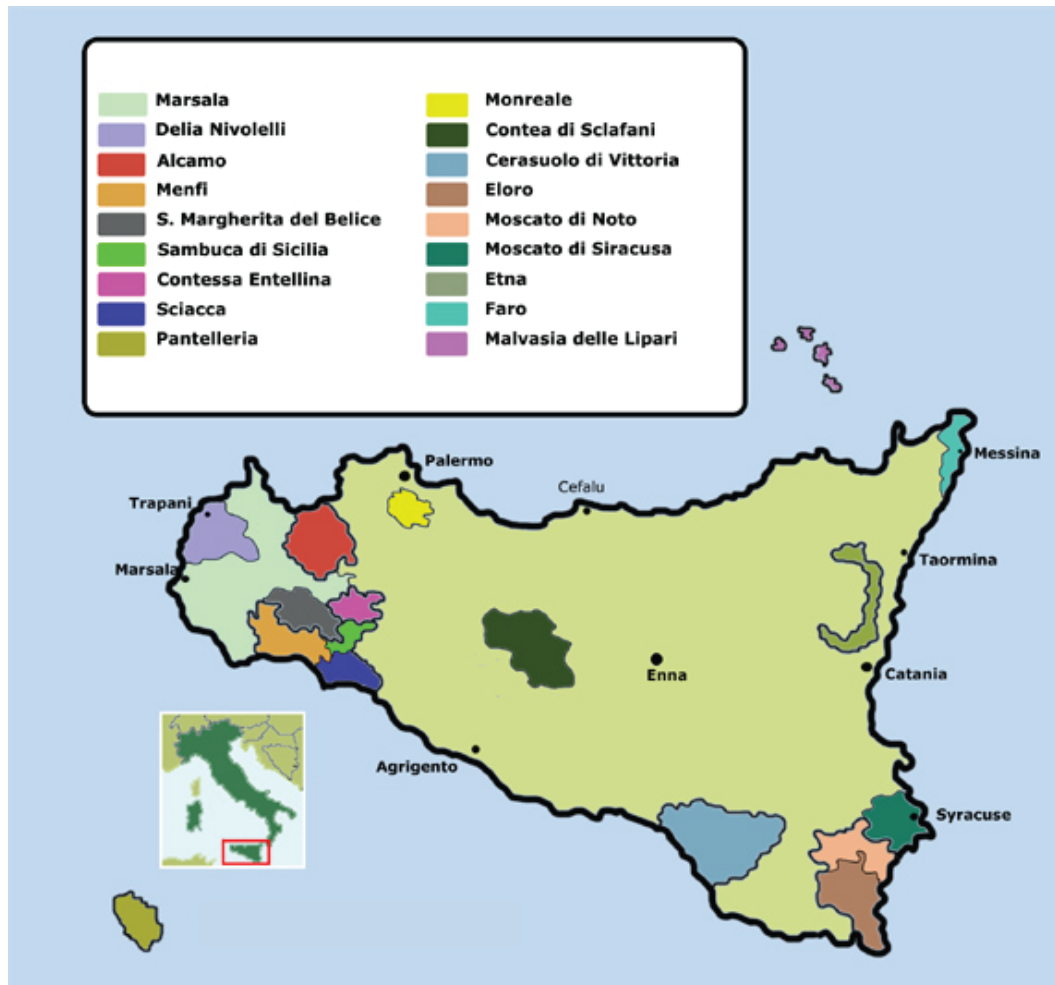 Marsala
Delia Nivolelli
Alcamo
Menfi
S. Margherita del Belice
Sambuca di Sicilia
Contessa Entellina
Sciacca
Pantelleria
Monreale
Contea di Sclafani
Cerasuolo di Vittoria
Eloro
Moscato di Noto
Moscato di Siracusa
Etna
Faro
Malvasia delle Lipari
Palermo
Messina
Cefalu
Trapani
Taormina
Marsala
Enna
Catania
Agrigento
Syracuse